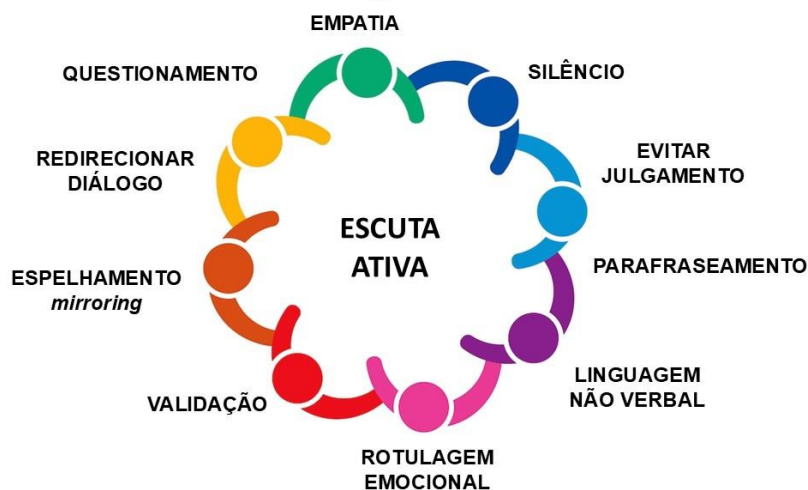 EMPATIA
SILÊNCIO
QUESTIONAMENTO
EVITAR
JULGAMENTO
REDIRECIONAR
DIÁLOGO
ESCUTA
ATIVA
PARAFRASEAMENTO
ESPELHAMENTO
mirroring
LINGUAGEM
NÃO VERBAL
VALIDAÇÃO
ROTULAGEM
EMOCIONAL